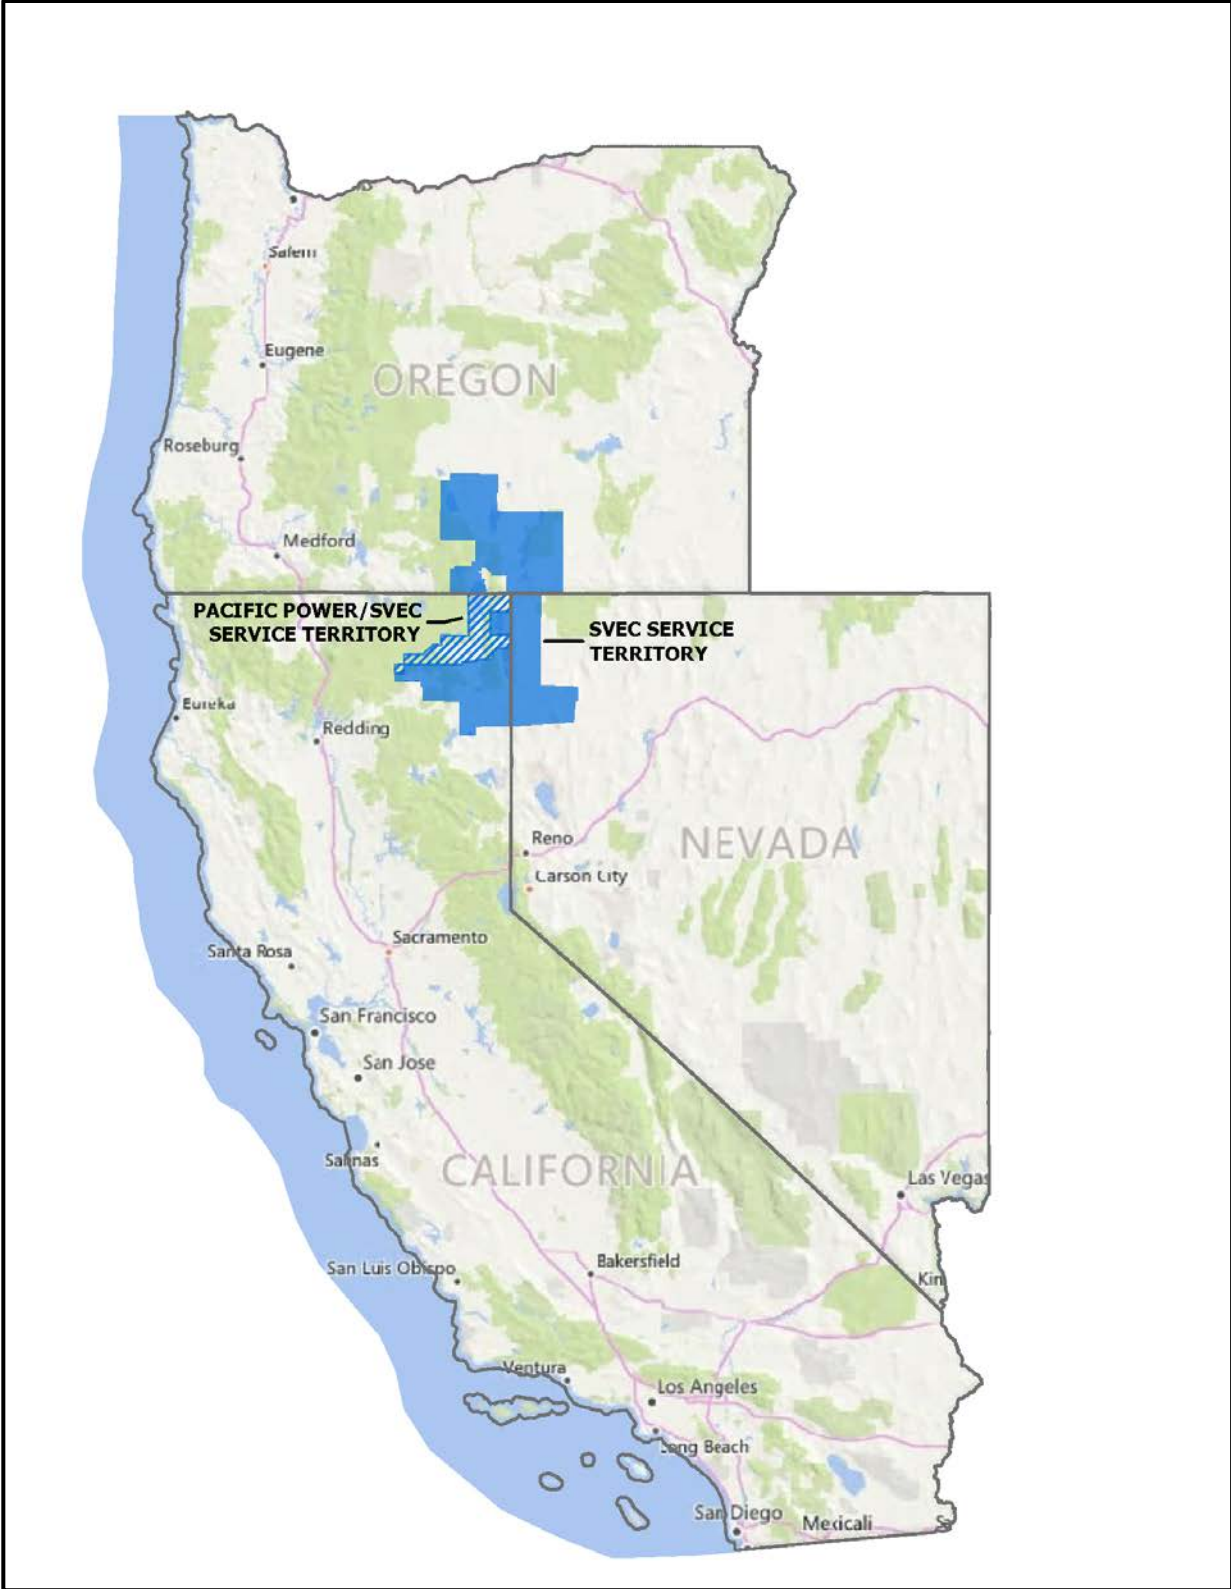 Salem
Eugene
OREGON
Roseburg
Medford
PACIFIC POWER/SVEC
SERVICE TERRITORY
SVEC SERVICE
TERRITORY
Eureka
Redding
Reno
NEVADA
Carson City
Sacramento
Santa Rosa
San Francisco
San Jose
Salinas
CALIFORNIA
Las Vegas
San Luis Obispo
Bakersfield
Kin
Ventura
Los Angeles
Long Beach
San Diego
Mexicali
Sa